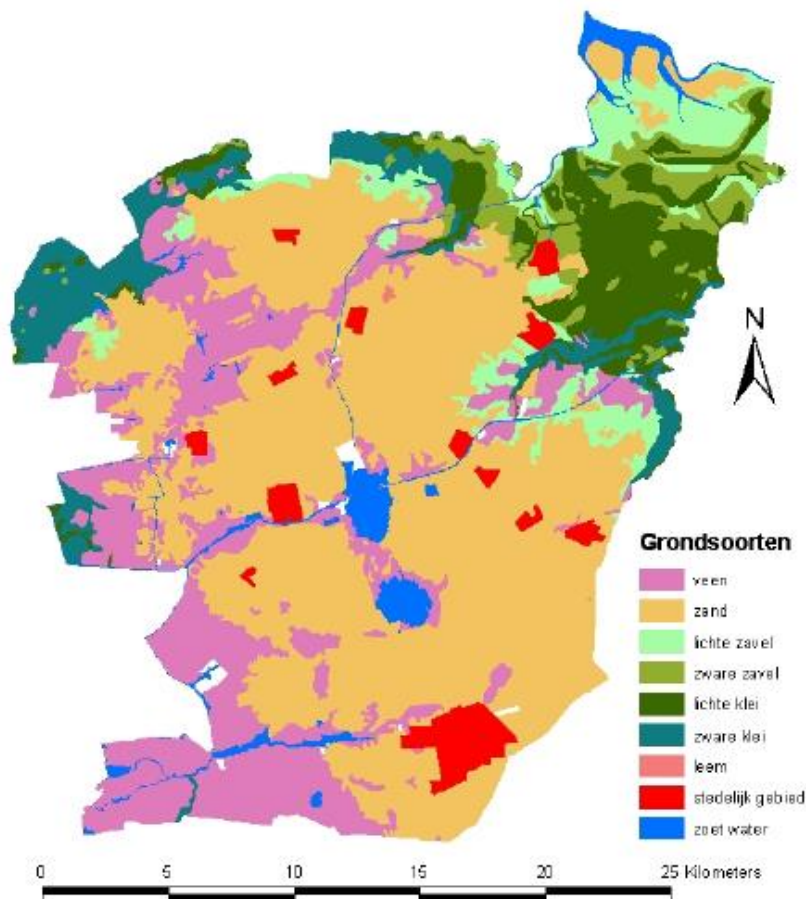 N
Grondsoorten
veen
zand
lichte zavel
zware zavel
lichte klei
zware klei
leem
stedelijk gebied
zoet water
0 5 10 15 20 25 Kilometers